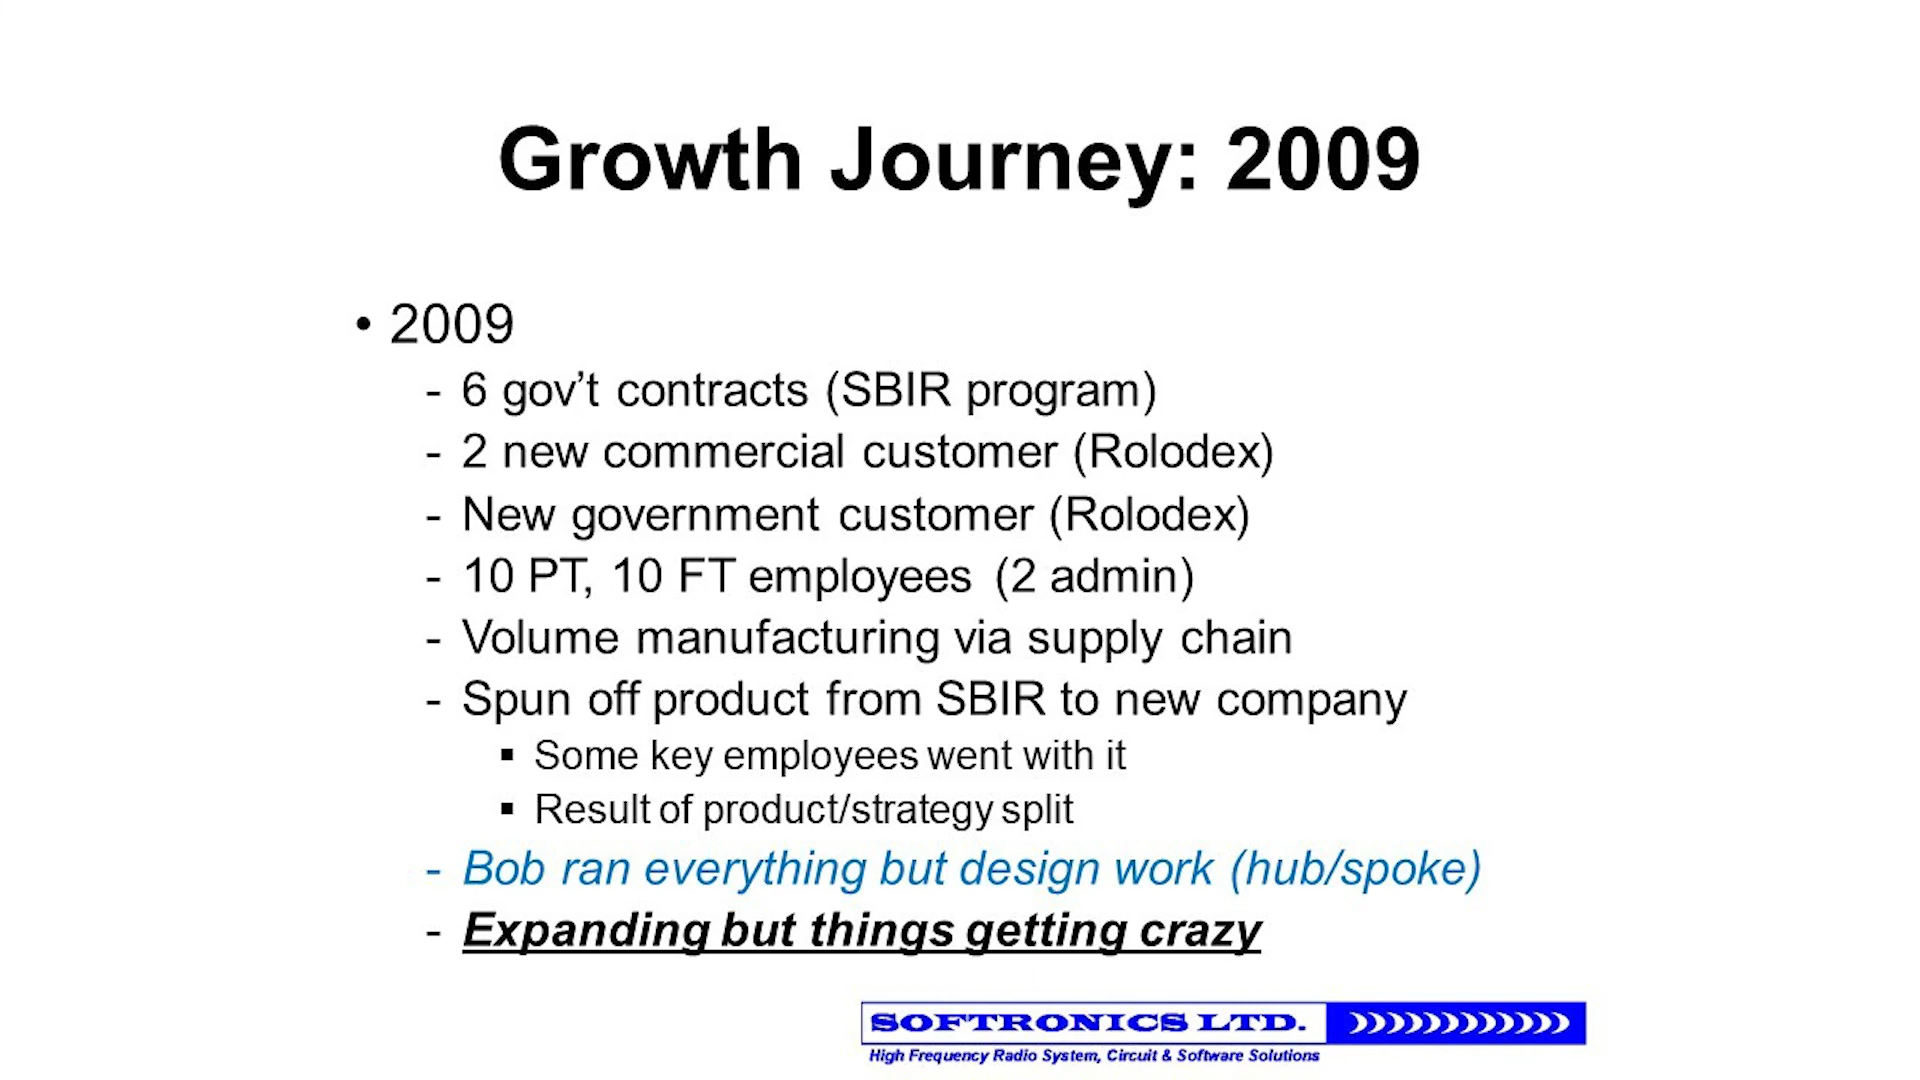 Growth Journey: 2009
• 2009
- 6 gov’t contracts (SBIR program)
- 2 new commercial customer (Rolodex)
- New government customer (Rolodex)
- 10 PT, 10 FT employees (2 admin)
- Volume manufacturing via supply chain
- Spun off product from SBIR to new company
▪ Some key employees went with it
▪ Result of product/strategy split
- Bob ran everything but design work (hub/spoke)
- Expanding but things getting crazy
SOFTRONICS LTD.
High Frequency Radio System, Circuit & Software Solutions